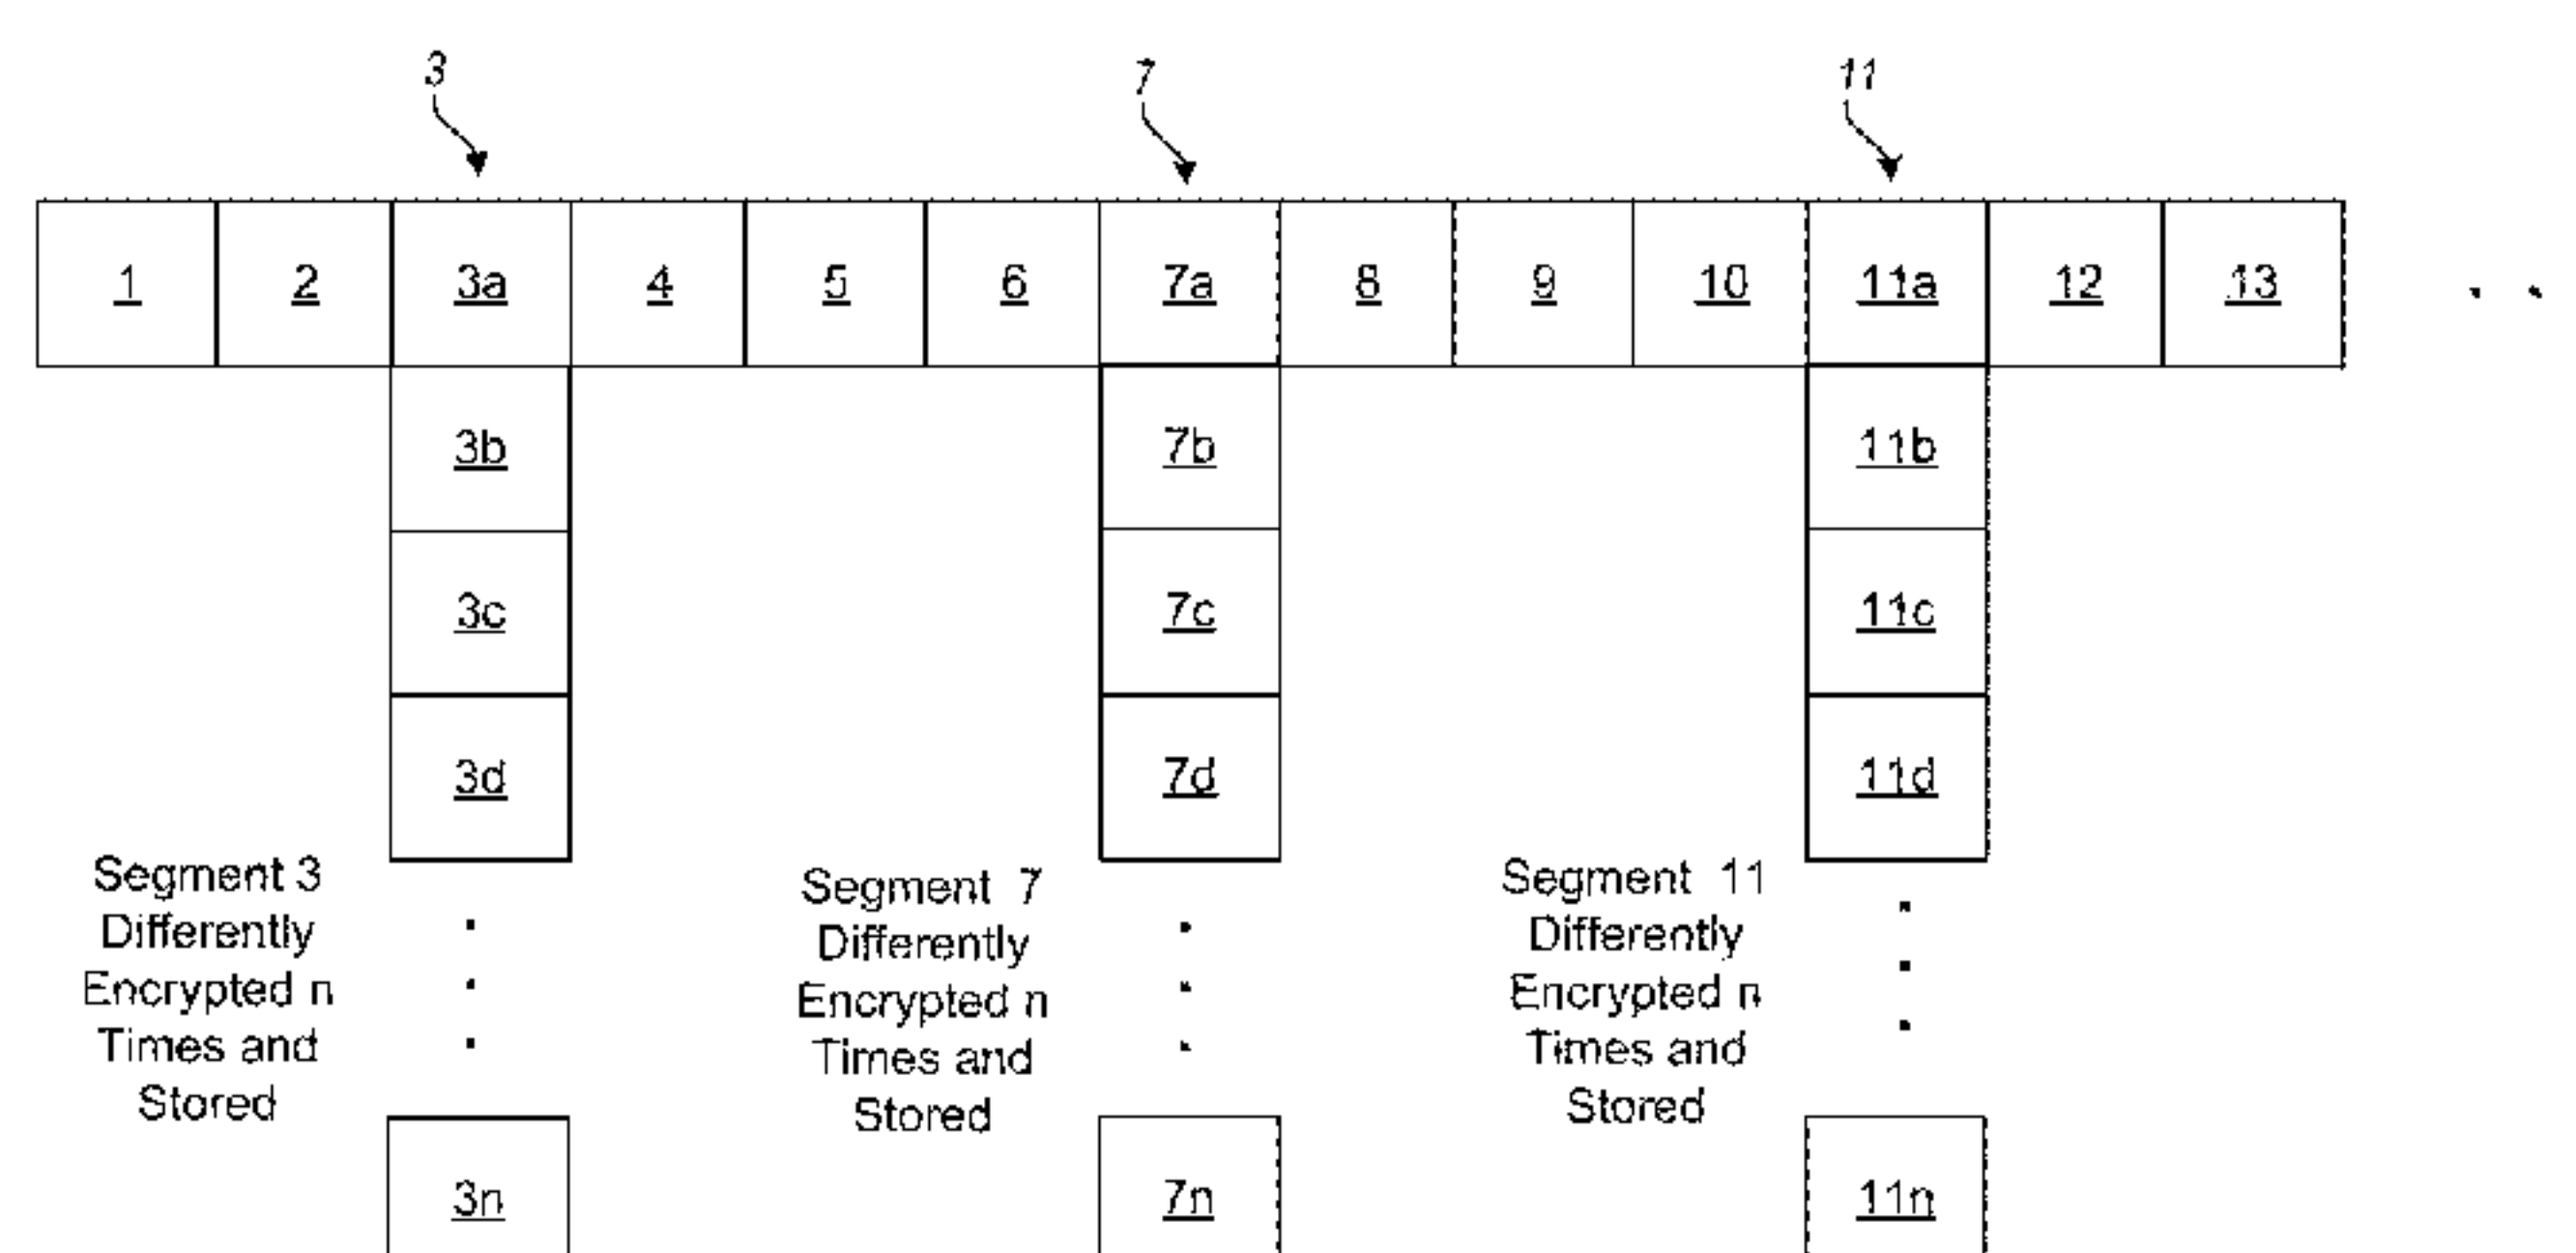 3 7 11
1 2 3a 4 5 6 7a 8 9 10 11a 12 13 . .
3b 7b 11b
3c 7c 11c
3d 7d 11d
Segment 3
Differently
Encrypted n
Times and
Stored
Segment 7
Differently
Encrypted n
Times and
Stored
Segment 11
Differently
Encrypted n
Times and
Stored
3n 7n 11n